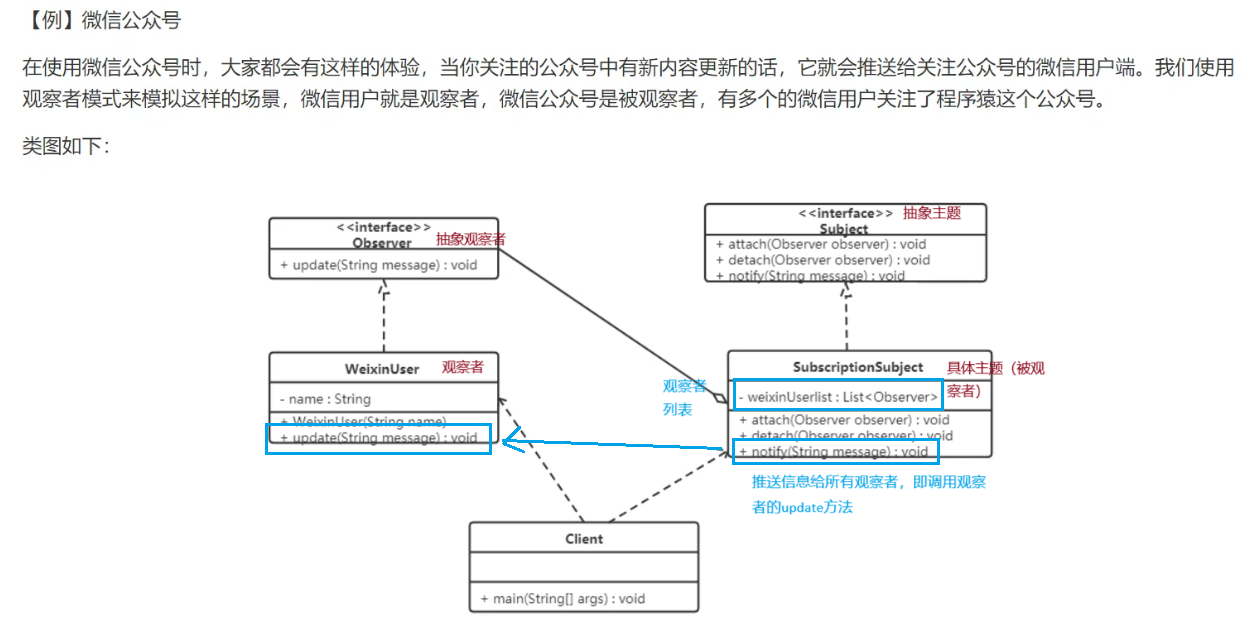 【例】微信公众号
在使用微信公众号时，大家都会有这样的体验，当你关注的公众号中有新内容更新的话，它就会推送给关注公众号的微信用户端。我们使用
观察者模式来模拟这样的场景，微信用户就是观察者，微信公众号是被观察者，有多个的微信用户关注了程序猿这个公众号。
类图如下：
<<interface>>
Observer
抽象观察者
+ update(String message) : void
<<interface>>
Subject
抽象主题
+ attach(Observer observer) : void
+ detach(Observer observer) : void
+ notify(String message) : void
WeixinUser
观察者
- name : String
+ WeixinUser(String name)
+ update(String message) : void
观察者
列表
SubscriptionSubject
具体主题（被观
察者）
- weixinUserlist : List<Observer>
+ attach(Observer observer) : void
+ detach(Observer observer) : void
+ notify(String message) : void
推送信息给所有观察者，即调用观察
者的update方法
Client
+ main(String[] args) : void